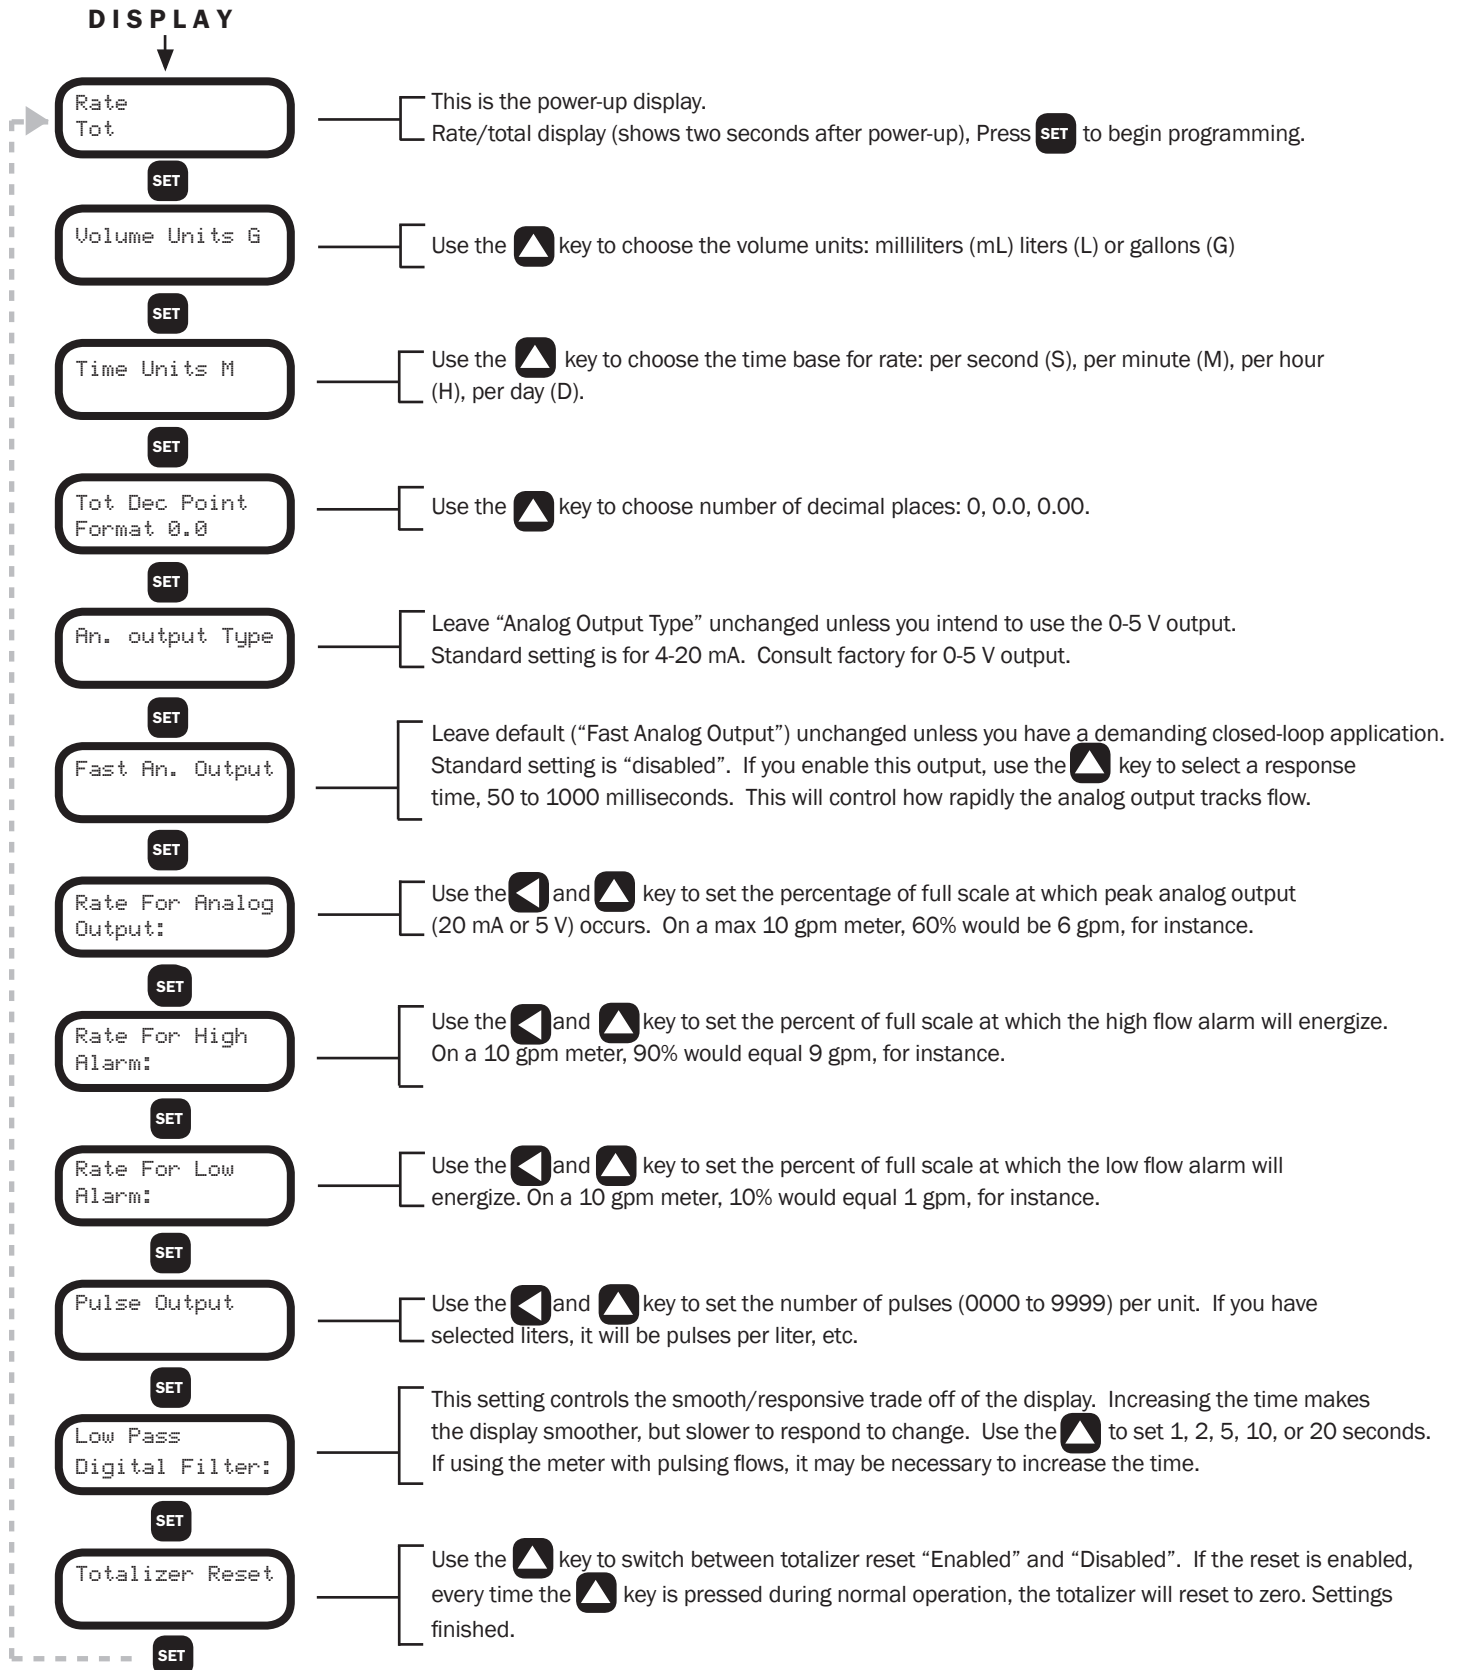 DISPLAY
Rate
Tot
This is the power-up display.
Rate/total display (shows two seconds after power-up), Press SET to begin programming.
SET
Volume Units G
Use the key to choose the volume units: milliliters (mL) liters (L) or gallons (G)
SET
Time Units M
Use the key to choose the time base for rate: per second (S), per minute (M), per hour
(H), per day (D).
SET
Tot Dec Point
Format 0.0
Use the key to choose number of decimal places: 0, 0.0, 0.00.
SET
An. output Type
Leave “Analog Output Type” unchanged unless you intend to use the 0-5 V output.
Standard setting is for 4-20 mA. Consult factory for 0-5 V output.
SET
Fast An. Output
Leave default (“Fast Analog Output”) unchanged unless you have a demanding closed-loop application.
Standard setting is “disabled”. If you enable this output, use the key to select a response
time, 50 to 1000 milliseconds. This will control how rapidly the analog output tracks flow.
SET
Rate For Analog
Output:
Use the and key to set the percentage of full scale at which peak analog output
(20 mA or 5 V) occurs. On a max 10 gpm meter, 60% would be 6 gpm, for instance.
SET
Rate For High
Alarm:
Use the and key to set the percent of full scale at which the high flow alarm will energize.
On a 10 gpm meter, 90% would equal 9 gpm, for instance.
SET
Rate For Low
Alarm:
Use the and key to set the percent of full scale at which the low flow alarm will
energize. On a 10 gpm meter, 10% would equal 1 gpm, for instance.
SET
Pulse Output
Use the and key to set the number of pulses (0000 to 9999) per unit. If you have
selected liters, it will be pulses per liter, etc.
SET
Low Pass
Digital Filter:
This setting controls the smooth/responsive trade off of the display. Increasing the time makes
the display smoother, but slower to respond to change. Use the to set 1, 2, 5, 10, or 20 seconds.
If using the meter with pulsing flows, it may be necessary to increase the time.
SET
Totalizer Reset
Use the key to switch between totalizer reset “Enabled” and “Disabled”. If the reset is enabled,
every time the key is pressed during normal operation, the totalizer will reset to zero. Settings
finished.
SET